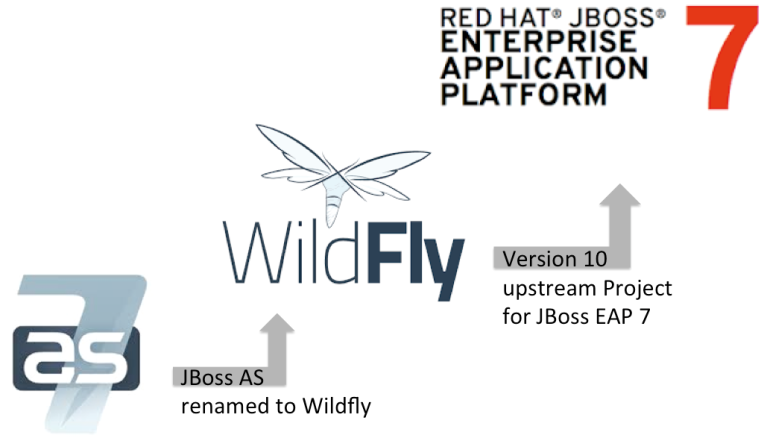 RED HAT® JBOSS®
ENTERPRISE
APPLICATION
PLATFORM
7
WildFly
Version 10
upstream Project
for JBoss EAP 7
as
7
JBoss AS
renamed to Wildfly